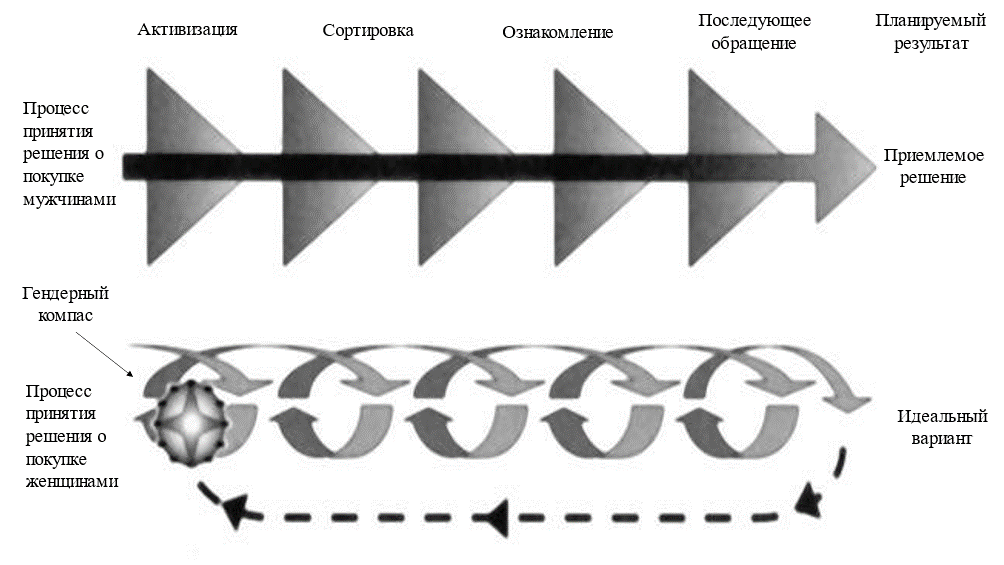 Активизация
Сортировка
Ознакомление
Последующее
обращение
Планируемый
результат
Процесс
принятия
решения о
покупке
мужчинами
Приемлемое
решение
Гендерный
компас
Процесс
принятия
решения о
покупке
женщинами
Идеальный
вариант